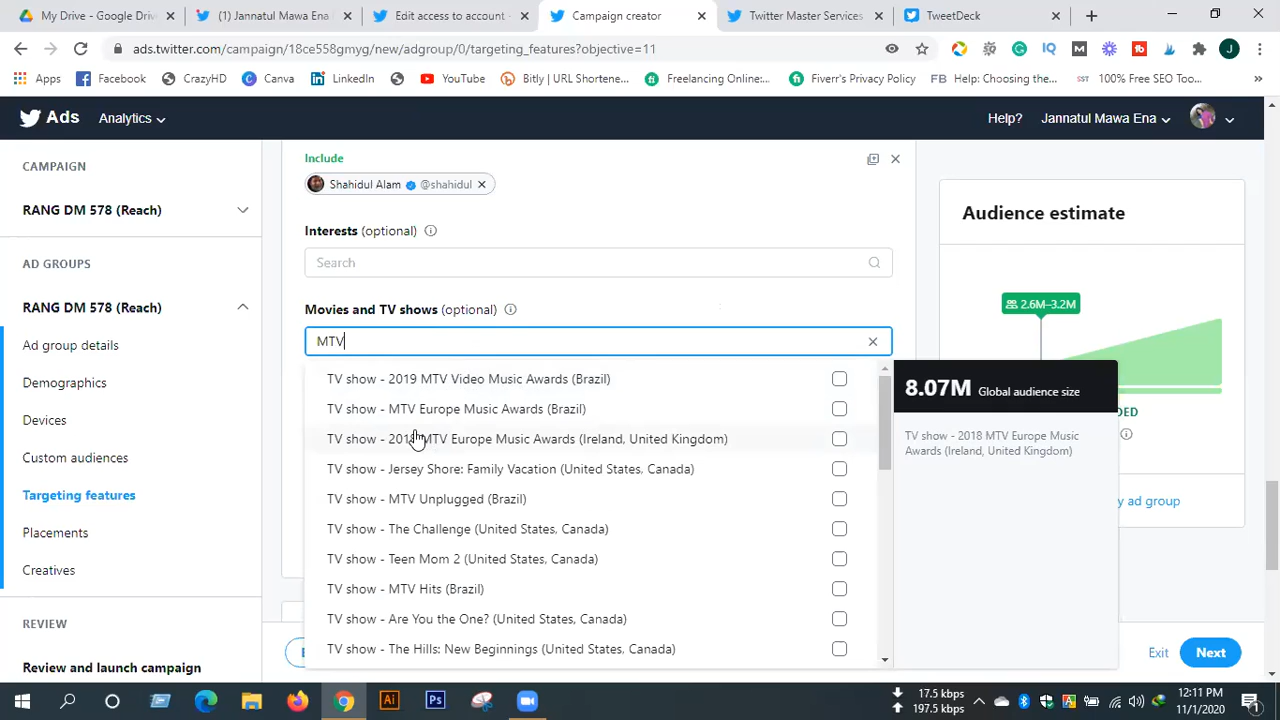 My Drive - Google Drive
(1) Jannatul Mawa Ena
Edit access to account -
Campaign creator
Twitter Master Services
TweetDeck
ads.twitter.com/campaign/18ce558gmyg/new/adgroup/0/targeting_features?objective=11
Apps
Facebook
CrazyHD
Canva
LinkedIn
YouTube
Bitly | URL Shortene...
Freelancing Online:...
Fiverr's Privacy Policy
FB Help: Choosing the...
SST 100% Free SEO Too...
Ads
Analytics
Help?
Jannatul Mawa Ena
CAMPAIGN
RANG DM 578 (Reach)
AD GROUPS
RANG DM 578 (Reach)
Ad group details
Demographics
Devices
Custom audiences
Targeting features
Placements
Creatives
REVIEW
Review and launch campaign
Include
Shahidul Alam @shahidul
Interests (optional)
Search
Movies and TV shows (optional)
MTV
TV show - 2019 MTV Video Music Awards (Brazil)
TV show - MTV Europe Music Awards (Brazil)
TV show - 2018 MTV Europe Music Awards (Ireland, United Kingdom)
TV show - Jersey Shore: Family Vacation (United States, Canada)
TV show - MTV Unplugged (Brazil)
TV show - The Challenge (United States, Canada)
TV show - Teen Mom 2 (United States, Canada)
TV show - MTV Hits (Brazil)
TV show - Are You the One? (United States, Canada)
TV show - The Hills: New Beginnings (United States, Canada)
8.07M Global audience size
TV show - 2018 MTV Europe Music
Awards (Ireland, United Kingdom)
Audience estimate
2.6M–3.2M
DED
y ad group
Exit
Next
17.5 kbps
197.5 kbps
12:11 PM
11/1/2020